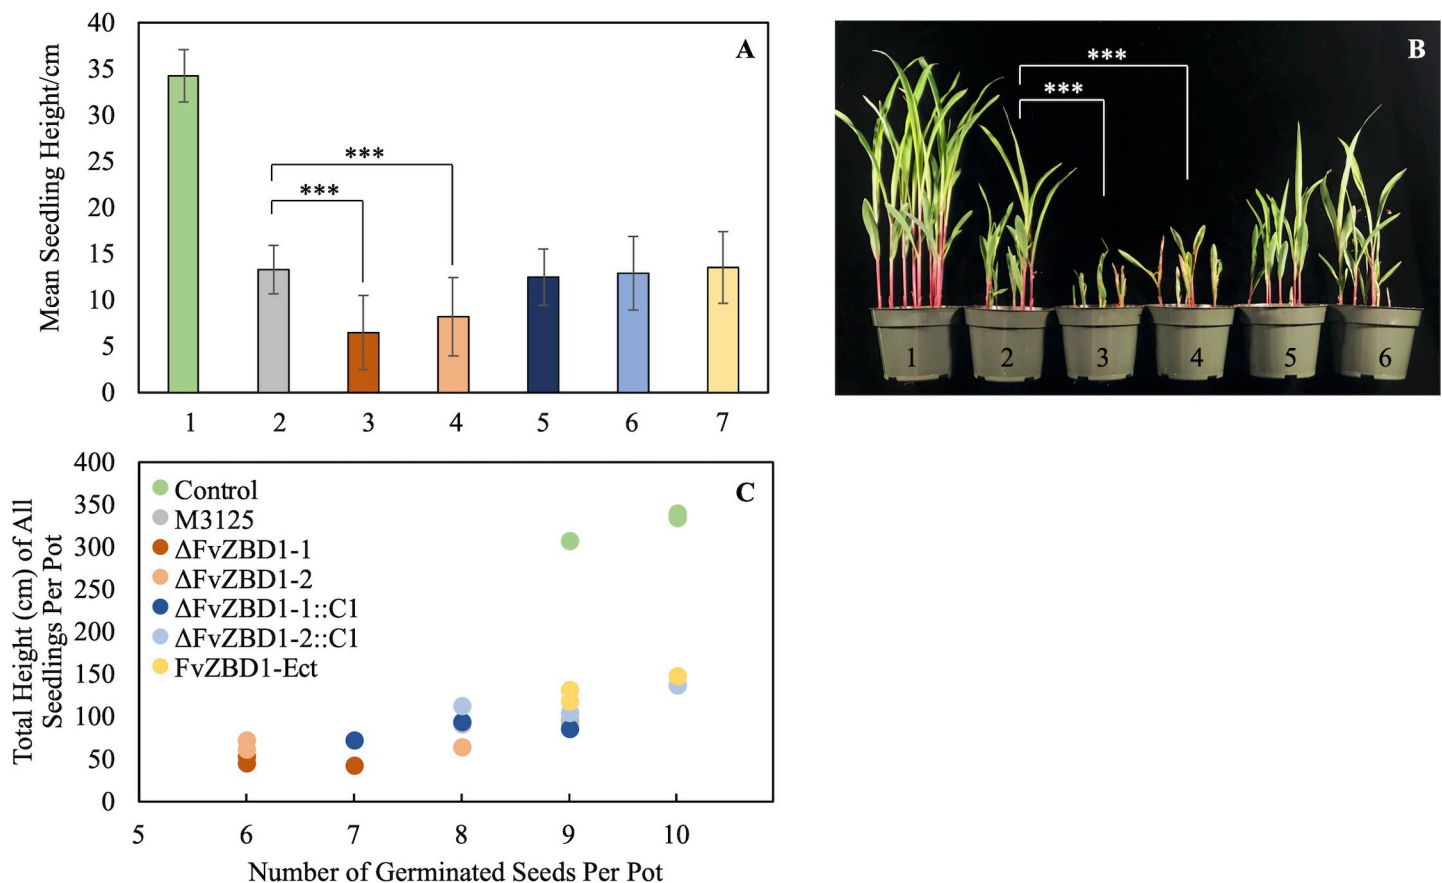 A
Mean Seedling Height/cm
40
35
30
25
20
15
10
5
0
***
***
1 2 3 4 5 6 7
B
***
***
1 2 3 4 5 6
C
Total Height (cm) of All
Seedlings Per Pot
400
350
300
250
200
150
100
50
0
Control
M3125
ΔFvZBD1-1
ΔFvZBD1-2
ΔFvZBD1-1::C1
ΔFvZBD1-2::C1
FvZBD1-Ect
5 6 7 8 9 10
Number of Germinated Seeds Per Pot